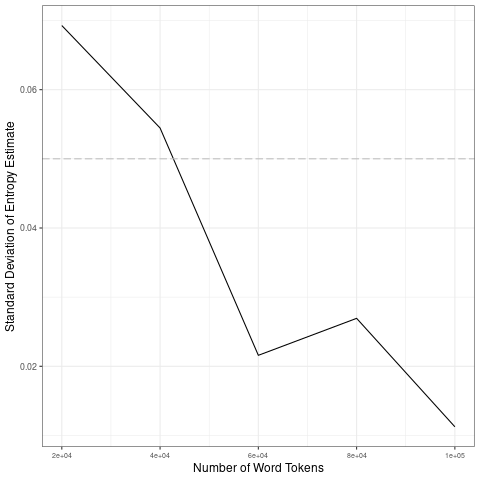 Standard Deviation of Entropy Estimate
0.06
0.04
0.02
2e+04 4e+04 6e+04 8e+04 1e+05
Number of Word Tokens